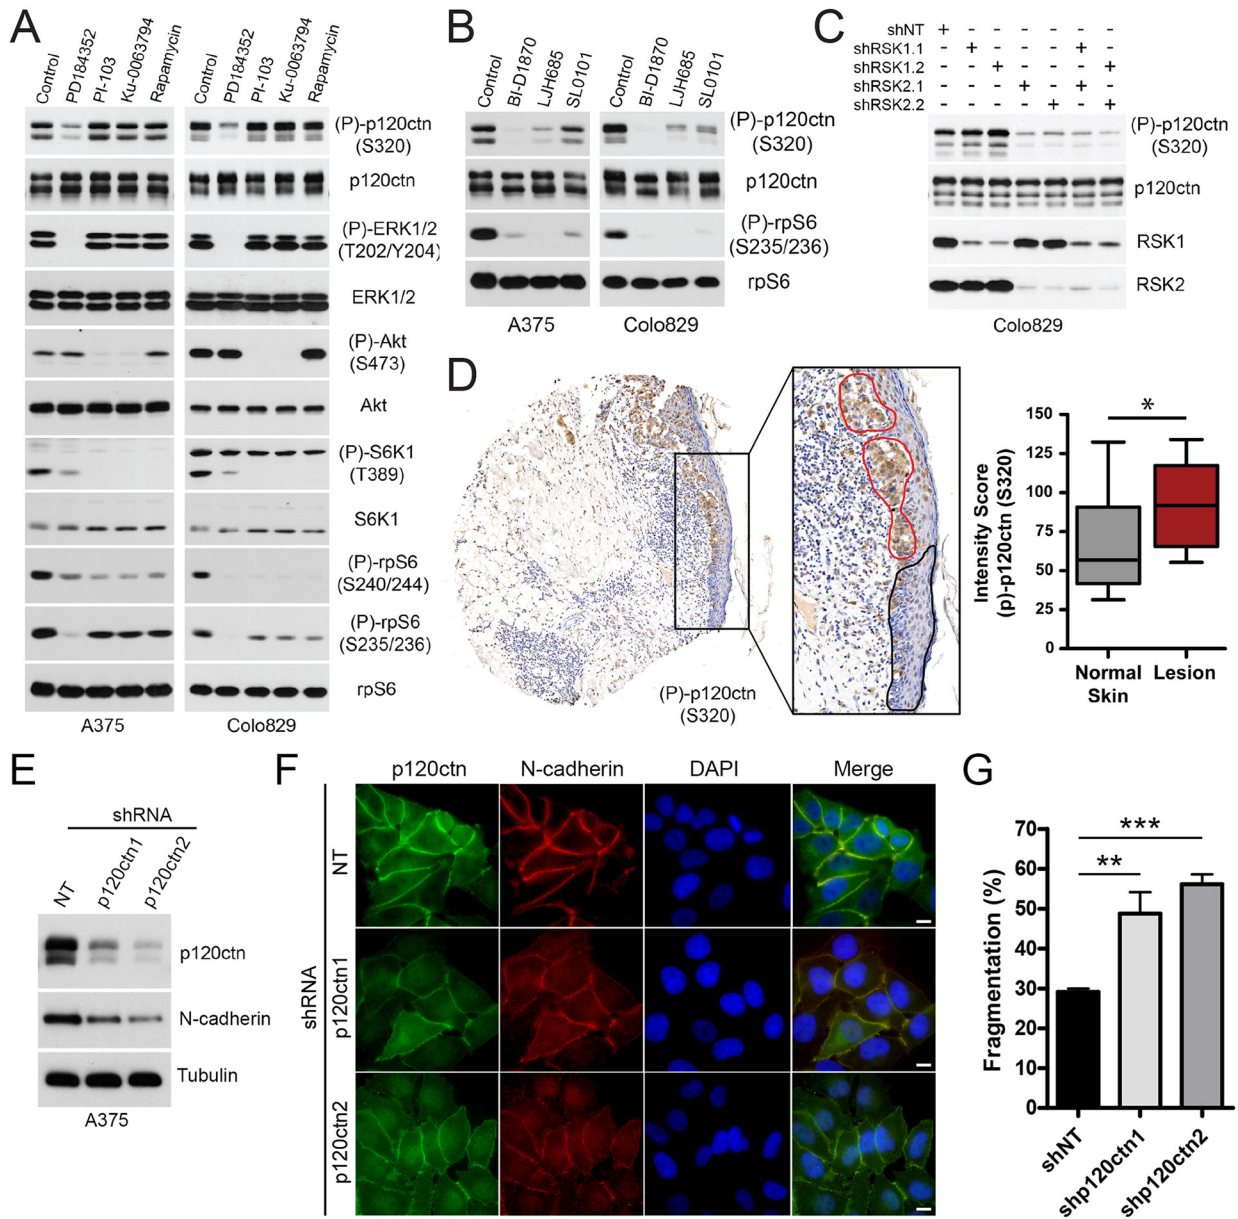 A
Control
PD184352
PI-103
Ku-0063794
Rapamycin
Control
PD184352
PI-103
Ku-0063794
Rapamycin
(P)-p120ctn
(S320)
p120ctn
(P)-ERK1/2
(T202/Y204)
ERK1/2
(P)-Akt
(S473)
Akt
(P)-S6K1
(T389)
S6K1
(P)-rpS6
(S240/244)
(P)-rpS6
(S235/236)
rpS6
A375
Colo829
B
Control
BI-D1870
LJH685
SL0101
Control
BI-D1870
LJH685
SL0101
(P)-p120ctn
(S320)
p120ctn
(P)-rpS6
(S235/236)
rpS6
A375
Colo829
C
shNT + - - - - - -
shRSK1.1 - + - - - + -
shRSK1.2 - - + - - - +
shRSK2.1 - - - + - + -
shRSK2.2 - - - - + - +
(P)-p120ctn
(S320)
p120ctn
RSK1
RSK2
Colo829
D
(P)-p120ctn
(S320)
Intensity Score
(p)-p120ctn (S320)
150
125
100
75
50
25
0
*
Normal
Skin
Lesion
E
shRNA
NT
p120ctn1
p120ctn2
p120ctn
N-cadherin
Tubulin
A375
F
p120ctn
N-cadherin
DAPI
Merge
shRNA
NT
p120ctn1
p120ctn2
G
Fragmentation (%)
70
60
50
40
30
20
10
0
***
**
shNT
shp120ctn1
shp120ctn2